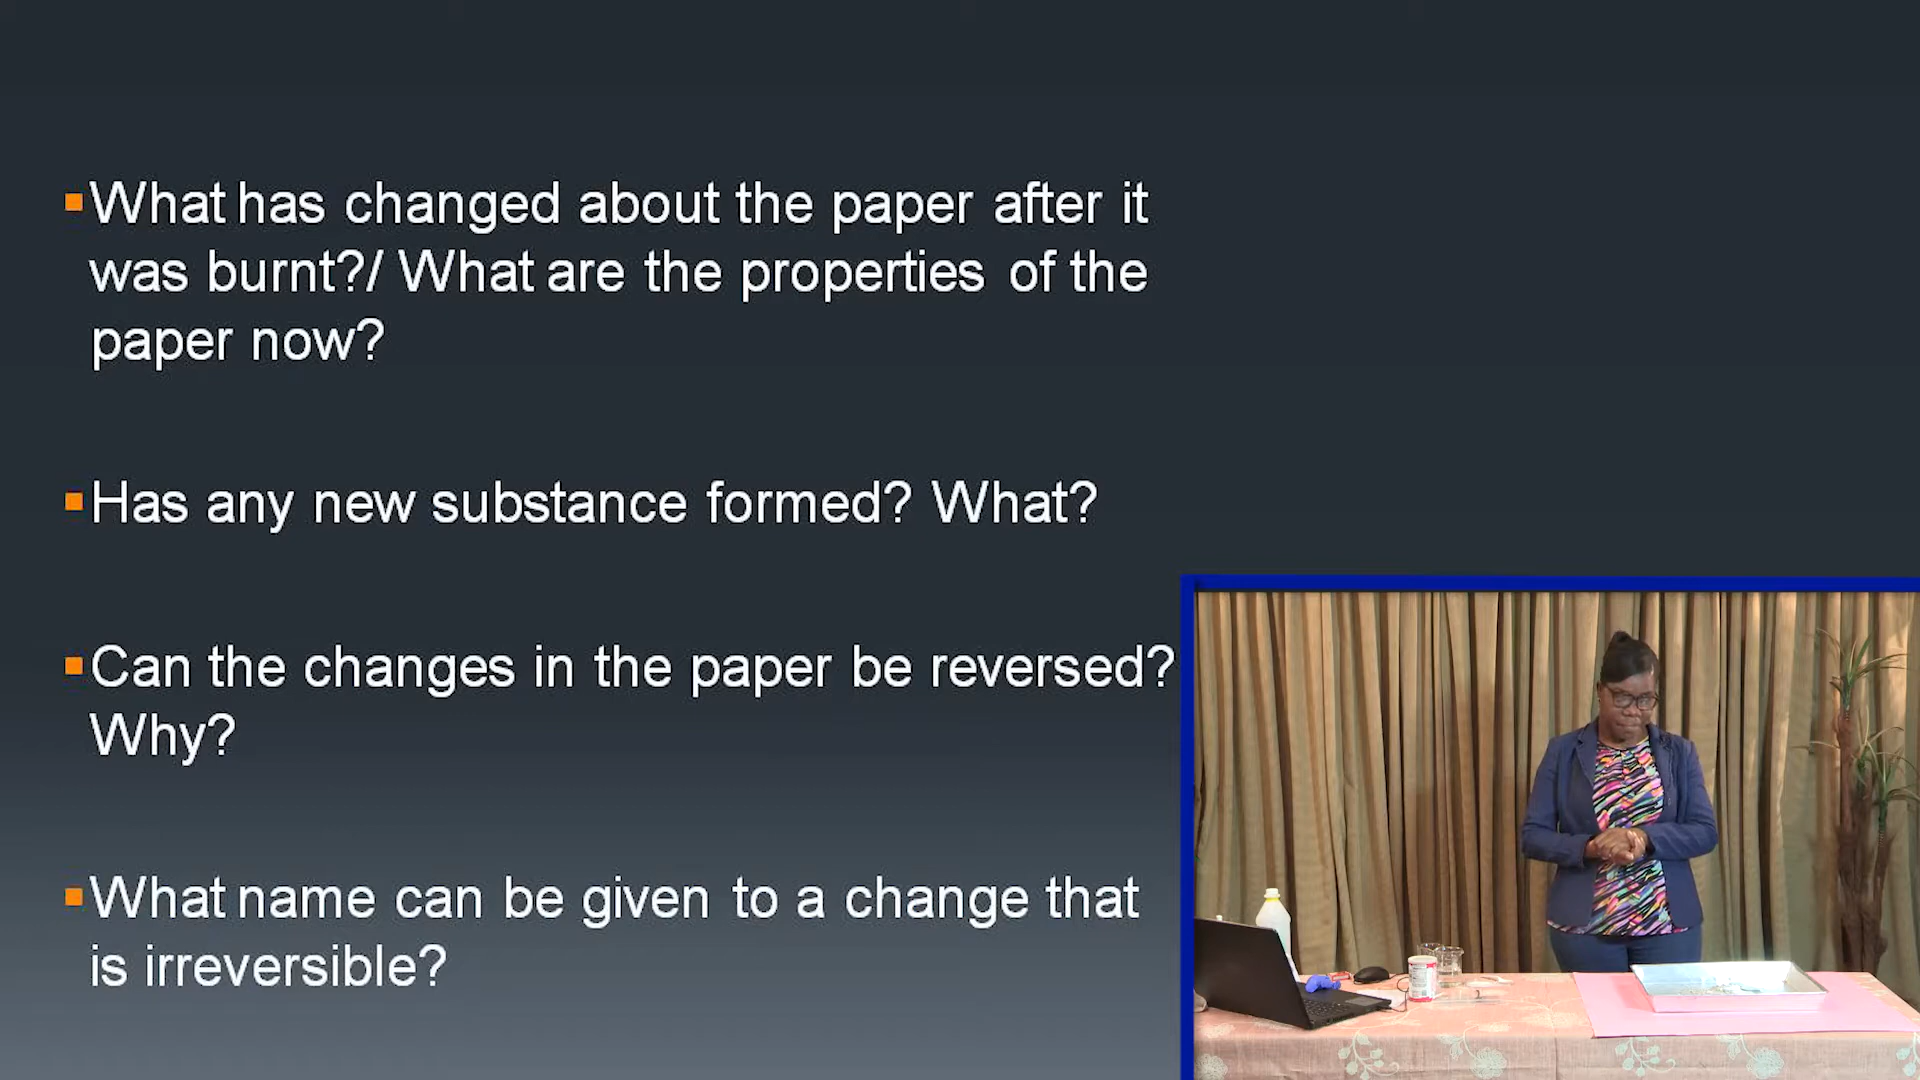 What has changed about the paper after it
was burnt?/ What are the properties of the
paper now?
Has any new substance formed? What?
Can the changes in the paper be reversed?
Why?
What name can be given to a change that
is irreversible?